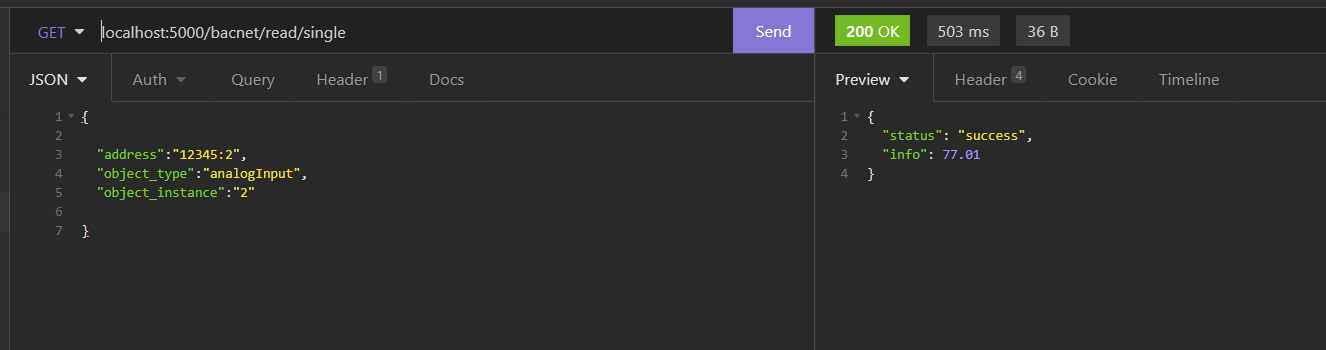 GET localhost:5000/bacnet/read/single Send
200 OK 503 ms 36 B
JSON Auth Query Header 1 Docs
Preview Header 4 Cookie Timeline
1 {
2
3 "address":"12345:2",
4 "object_type":"analogInput",
5 "object_instance":"2"
6
7 }
1 {
2 "status": "success",
3 "info": 77.01
4 }